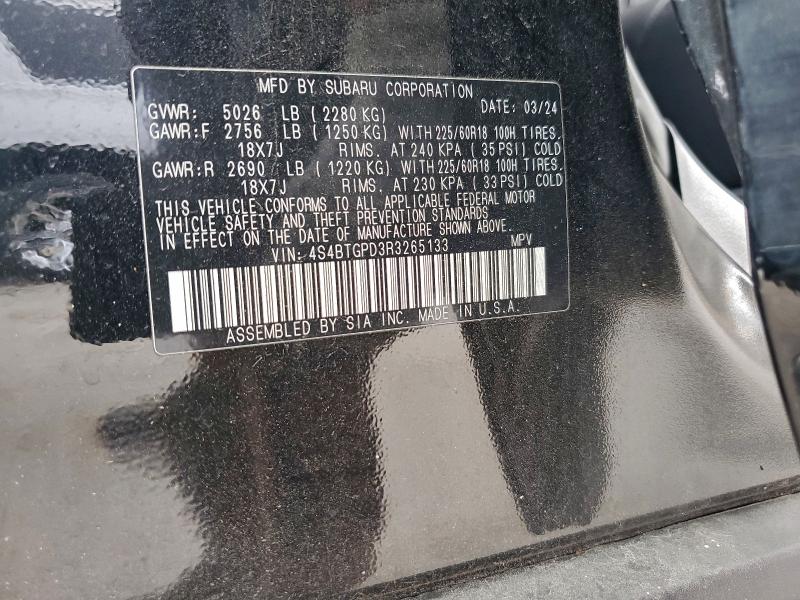 MFD BY SUBARU CORPORATION
GVWR: 5026 LB ( 2280 KG) DATE: 03/24
GAWR:F 2756 LB ( 1250 KG) WITH 225/60R18 100H TIRES.
18X7J RIMS. AT 240 KPA ( 35 PSI) COLD
GAWR:R 2690 LB ( 1220 KG) WITH 225/60R18 100H TIRES.
18X7J RIMS. AT 230 KPA ( 33 PSI) COLD
THIS VEHICLE CONFORMS TO ALL APPLICABLE FEDERAL MOTOR
VEHICLE SAFETY AND THEFT PREVENTION STANDARDS
IN EFFECT ON THE DATE OF MANUFACTURE SHOWN ABOVE.
VIN: 4S4BTGPD3R3265133 MPV
ASSEMBLED BY SIA INC. MADE IN U.S.A.